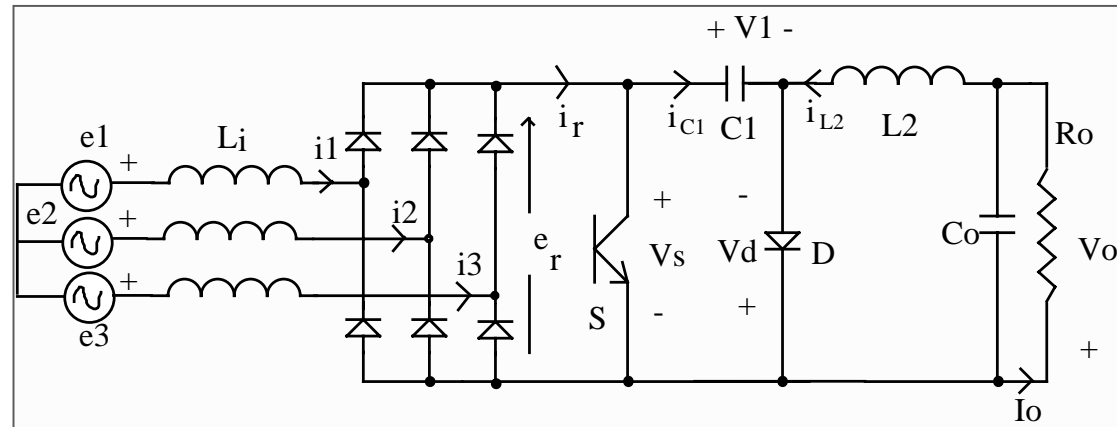 + V1 -
i r
i C1
C1
i L2
L2
Ro
e1
+
Li
i1
e2
+
i2
e r
+
Vs
-
-
Vd
+
D
Co
Vo
+
i3
e3
+
S
Io